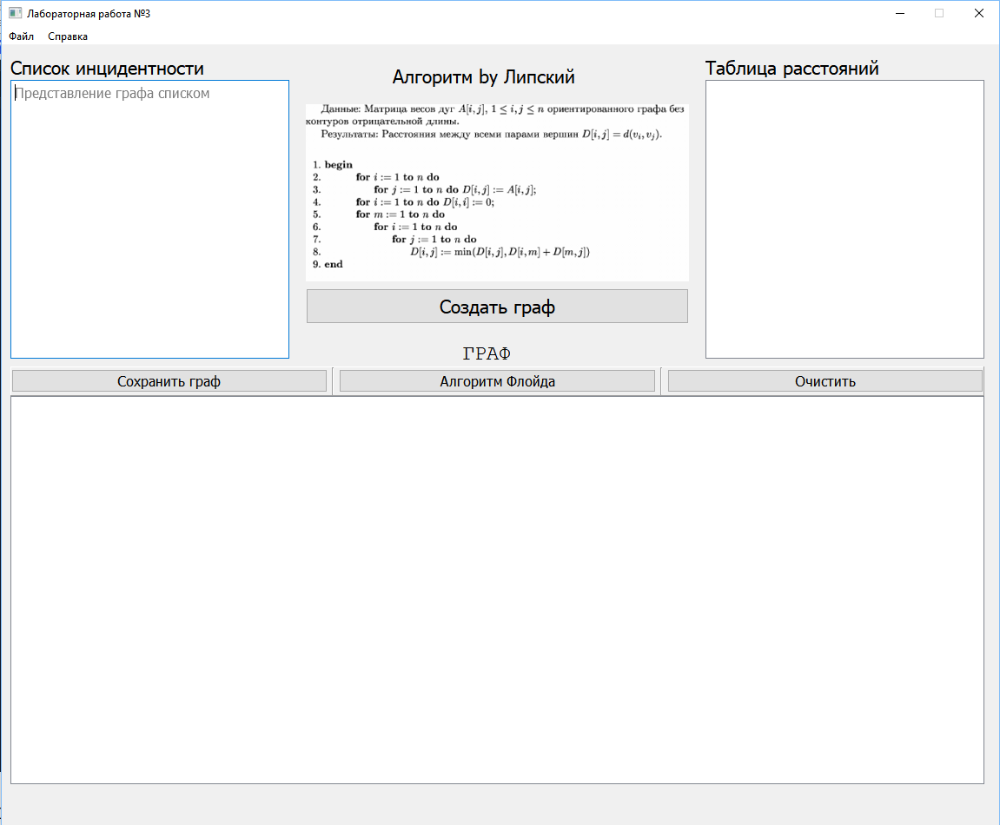 Лабораторная работа №3
Файл Справка
Список инцидентности
Представление графа списком
Алгоритм by Липский
Данные: Матрица весов дуг A[i, j], 1 ≤ i, j ≤ n ориентированного графа без
контуров отрицательной длины.
Результаты: Расстояния между всеми парами вершин D[i, j] = d(v_i, v_j).
1. begin
2. for i := 1 to n do
3. for j := 1 to n do D[i, j] := A[i, j];
4. for i := 1 to n do D[i, i] := 0;
5. for m := 1 to n do
6. for i := 1 to n do
7. for j := 1 to n do
8. D[i, j] := min(D[i, j], D[i, m] + D[m, j])
9. end
Создать граф
ГРАФ
Таблица расстояний
Сохранить граф
Алгоритм Флойда
Очистить